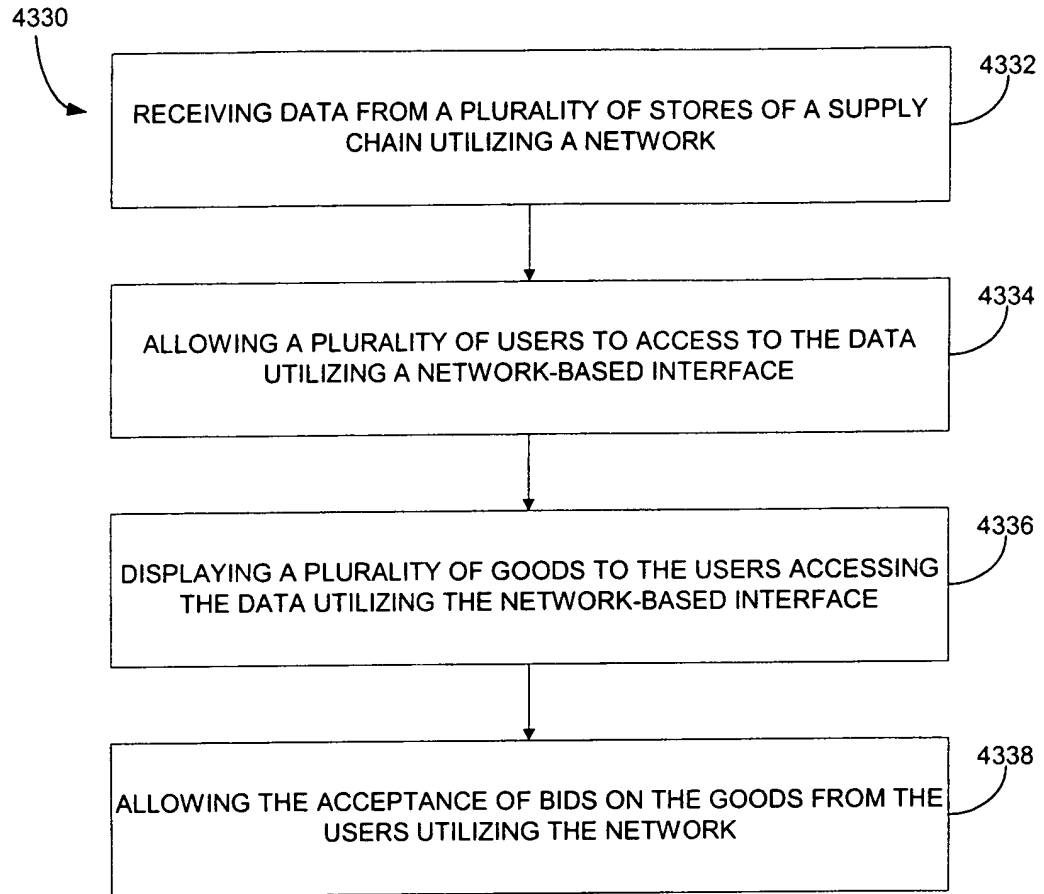 4330
4332
RECEIVING DATA FROM A PLURALITY OF STORES OF A SUPPLY
CHAIN UTILIZING A NETWORK
4334
ALLOWING A PLURALITY OF USERS TO ACCESS TO THE DATA
UTILIZING A NETWORK-BASED INTERFACE
4336
DISPLAYING A PLURALITY OF GOODS TO THE USERS ACCESSING
THE DATA UTILIZING THE NETWORK-BASED INTERFACE
4338
ALLOWING THE ACCEPTANCE OF BIDS ON THE GOODS FROM THE
USERS UTILIZING THE NETWORK